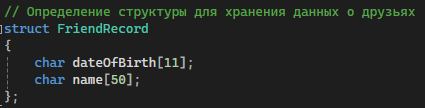 // Определение структуры для хранения данных о друзьях
struct FriendRecord
{
    char dateOfBirth[11];
    char name[50];
};